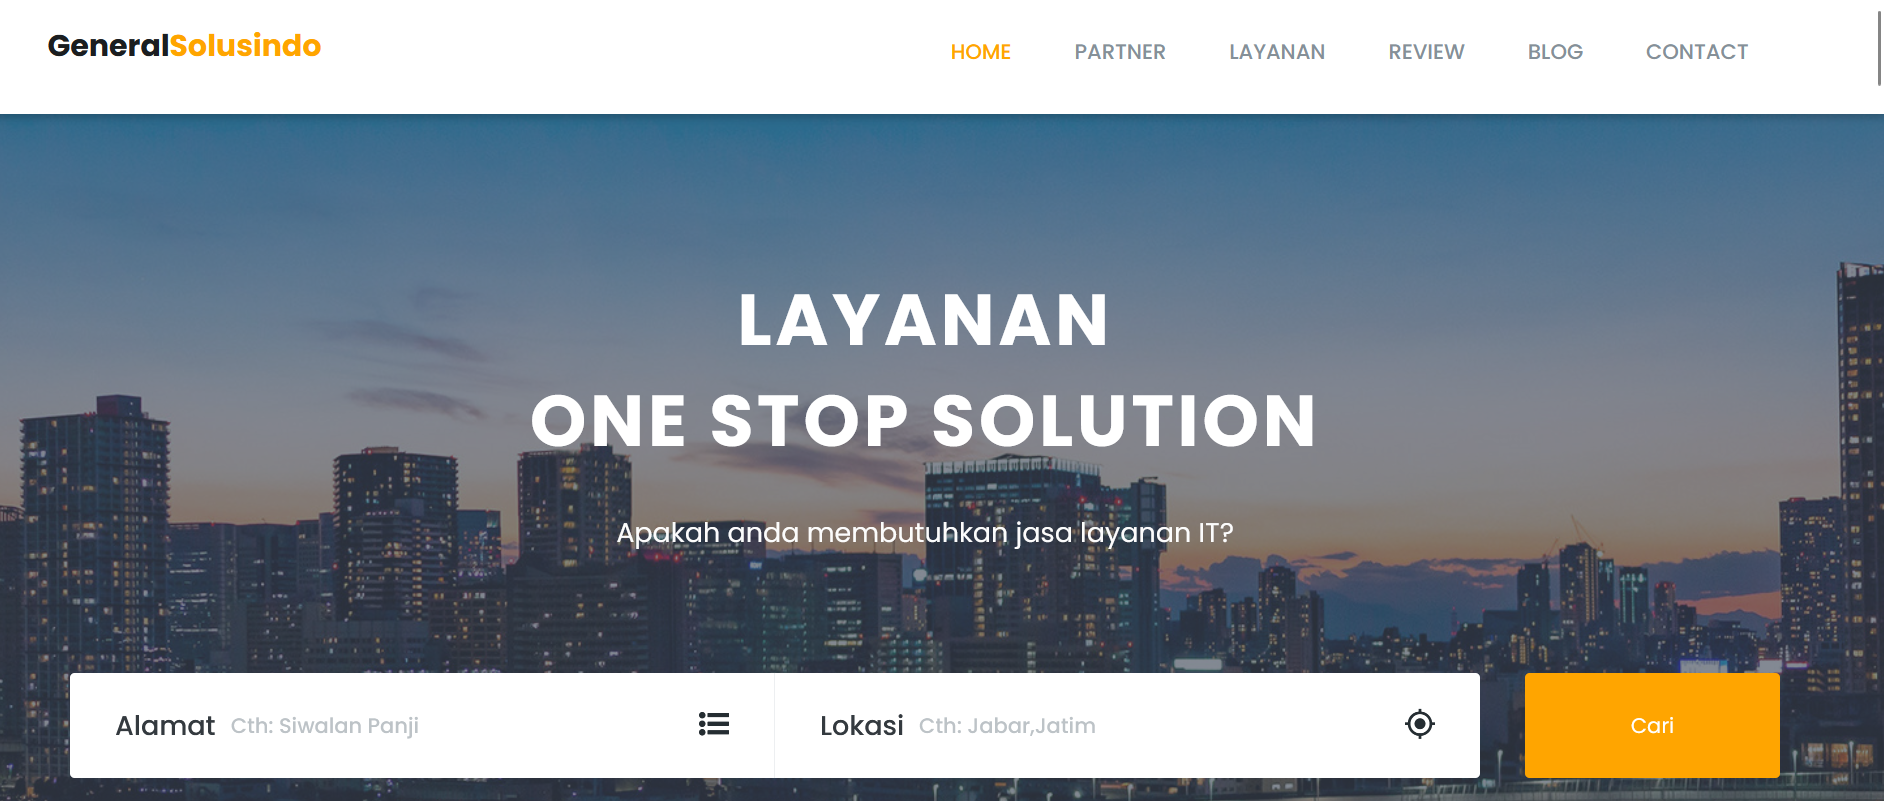 GeneralSolusindo
HOME PARTNER LAYANAN REVIEW BLOG CONTACT
LAYANAN
ONE STOP SOLUTION
Apakah anda membutuhkan jasa layanan IT?
Alamat Cth: Siwalan Panji
Lokasi Cth: Jabar,Jatim
Cari